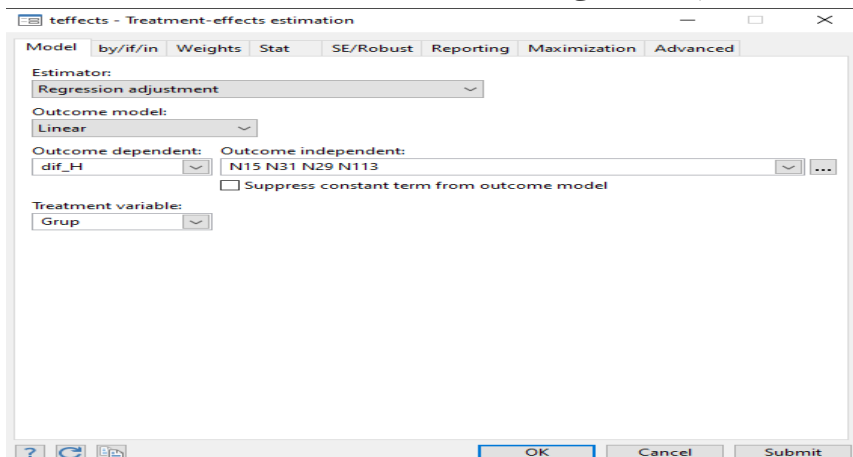 teffects - Treatment-effects estimation
Model by/if/in Weights Stat SE/Robust Reporting Maximization Advanced
Estimator:
Regression adjustment
Outcome model:
Linear
Outcome dependent: Outcome independent:
dif_H N15 N31 N29 N113 ...
Suppress constant term from outcome model
Treatment variable:
Grup
? OK Cancel Submit